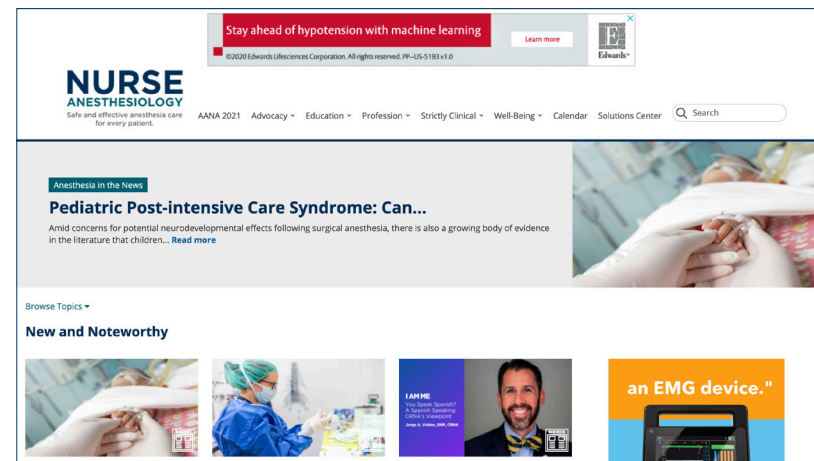 Stay ahead of hypotension with machine learning
Learn more
©2020 Edwards Lifesciences Corporation. All rights reserved. PP--US-5193 v1.0
Edwards
NURSE
ANESTHESIOLOGY
Safe and effective anesthesia care
for every patient.
AANA 2021 Advocacy Education Profession Strictly Clinical Well-Being Calendar Solutions Center Search
Anesthesia in the News
Pediatric Post-intensive Care Syndrome: Can...
Amid concerns for potential neurodevelopmental effects following surgical anesthesia, there is also a growing body of evidence
in the literature that children... Read more
Browse Topics
New and Noteworthy
I AM ME
You Speak Spanish?
A Spanish Speaking
CRNA's Viewpoint
Jorge A. Valdes, DNP, CRNA
an EMG device."